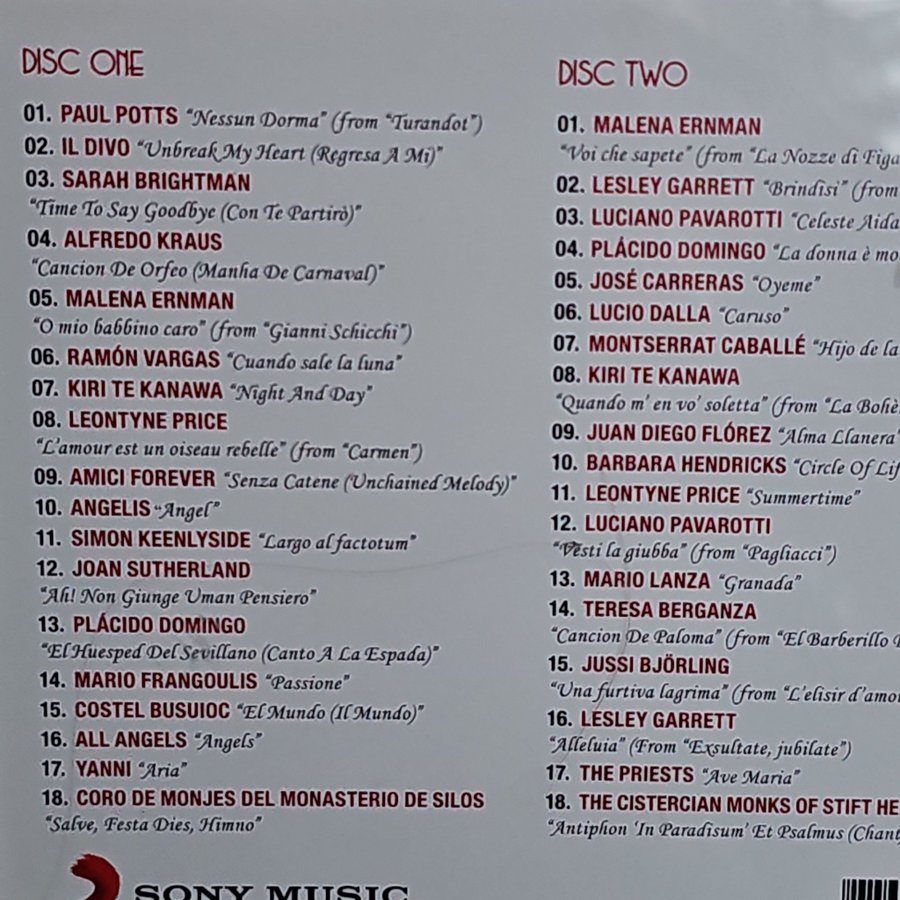 DISC ONE
01. PAUL POTTS “Nessun Dorma” (from “Turandot”)
02. IL DIVO “Unbreak My Heart (Regresa A Mi)”
03. SARAH BRIGHTMAN
“Time To Say Goodbye (Con Te Partirò)”
04. ALFREDO KRAUS
“Cancion De Orfeo (Manha De Carnaval)”
05. MALENA ERNMAN
“O mio babbino caro” (from “Gianni Schicchi”)
06. RAMÓN VARGAS “Cuando sale la luna”
07. KIRI TE KANAWA “Night And Day”
08. LEONTYNE PRICE
“L’amour est un oiseau rebelle” (from “Carmen”)
09. AMICI FOREVER “Senza Catene (Unchained Melody)”
10. ANGELIS “Angel”
11. SIMON KEENLYSIDE “Largo al factotum”
12. JOAN SUTHERLAND
“Ah! Non Giunge Uman Pensiero”
13. PLÁCIDO DOMINGO
“El Huesped Del Sevillano (Canto A La Espada)”
14. MARIO FRANGOULIS “Passione”
15. COSTEL BUSUIOC “El Mundo (Il Mundo)”
16. ALL ANGELS “Angels”
17. YANNI “Aria”
18. CORO DE MONJES DEL MONASTERIO DE SILOS
“Salve, Festa Dies, Himno”
SONY MUSIC
DISC TWO
01. MALENA ERNMAN
“Voi che sapete” (from “La Nozze di Figa
02. LESLEY GARRETT “Brindisi” (from
03. LUCIANO PAVAROTTI “Celeste Aida
04. PLÁCIDO DOMINGO “La donna è mo
05. JOSÉ CARRERAS “Oyeme”
06. LUCIO DALLA “Caruso”
07. MONTSERRAT CABALLÉ “Hijo de la
08. KIRI TE KANAWA
“Quando m’ en vo’ soletta” (from “La Bohè
09. JUAN DIEGO FLÓREZ “Alma Llanera”
10. BARBARA HENDRICKS “Circle Of Lif
11. LEONTYNE PRICE “Summertime”
12. LUCIANO PAVAROTTI
“Vesti la giubba” (from “Pagliacci”)
13. MARIO LANZA “Granada”
14. TERESA BERGANZA
“Cancion De Paloma” (from “El Barberillo
15. JUSSI BJÖRLING
“Una furtiva lagrima” (from “L’elisir d’amo
16. LESLEY GARRETT
“Alleluia” (From “Exsultate, jubilate”)
17. THE PRIESTS “Ave Maria”
18. THE CISTERCIAN MONKS OF STIFT HE
“Antiphon ‘In Paradisum’ Et Psalmus (Chant